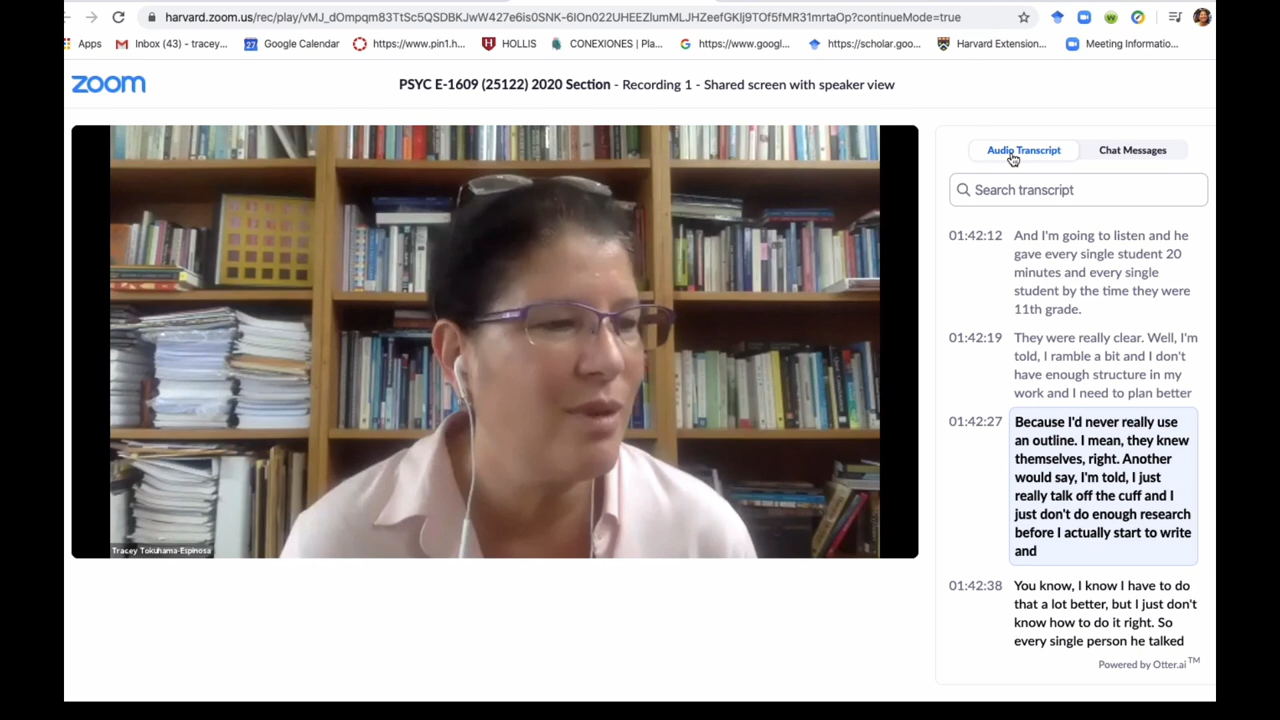 harvard.zoom.us/rec/play/vMJ_dOmpqm83TtSc5QSDBKJwW427e6is0SNK-6IOn022UHEEZlumMLJHZeefGKlj9TOf5fMR31mrtaOp?continueMode=true
Apps Inbox (43) - tracey... Google Calendar https://www.pin1.h... HOLLIS CONEXIONES | Pla... https://www.googl... https://scholar.goo... Harvard Extension... Meeting Informatio...
zoom
PSYC E-1609 (25122) 2020 Section - Recording 1 - Shared screen with speaker view
Audio Transcript Chat Messages
Search transcript
01:42:12 And I'm going to listen and he
gave every single student 20
minutes and every single
student by the time they were
11th grade.
01:42:19 They were really clear. Well, I'm
told, I ramble a bit and I don't
have enough structure in my
work and I need to plan better
01:42:27 Because I'd never really use
an outline. I mean, they knew
themselves, right. Another
would say, I'm told, I just
really talk off the cuff and I
just don't do enough research
before I actually start to write
and
01:42:38 You know, I know I have to do
that a lot better, but I just don't
know how to do it right. So
every single person he talked
Powered by Otter.ai TM
Tracey Tokuhama-Espinosa